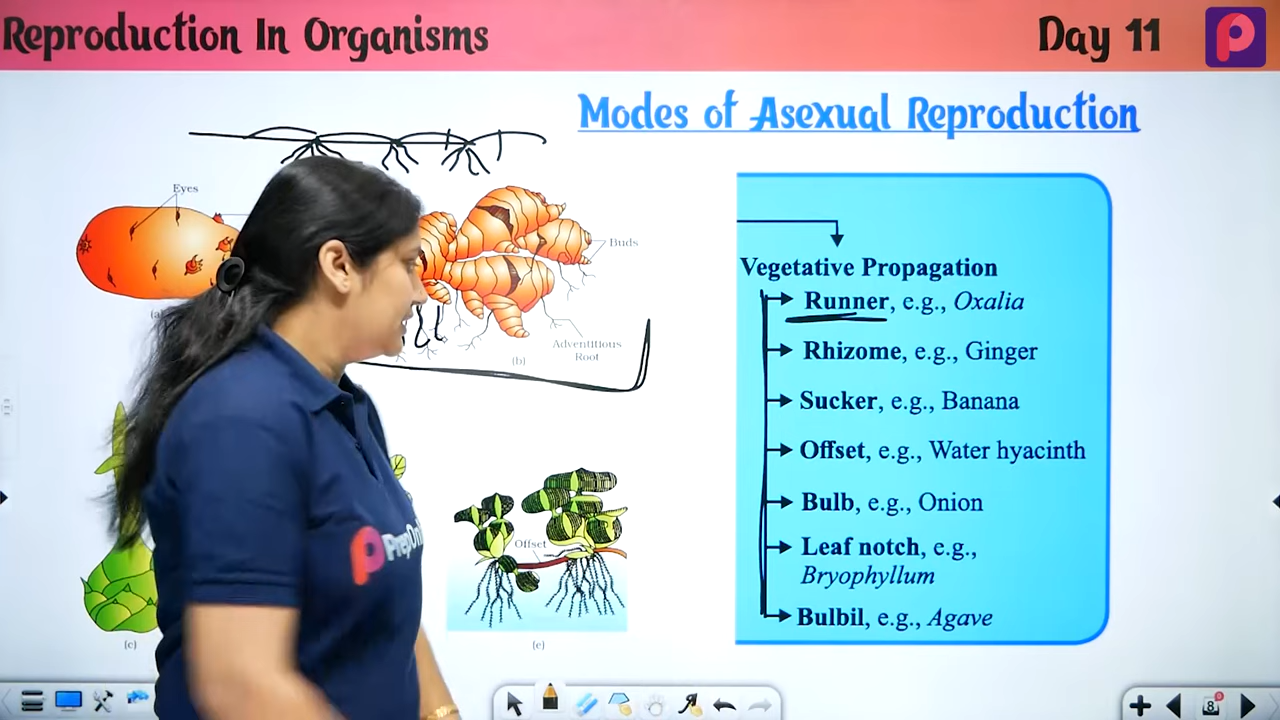 Reproduction In Organisms
Day 11
Modes of Asexual Reproduction
Eyes
Buds
Adventitious
Root
(b)
Offset
(c)
(e)
Vegetative Propagation
Runner, e.g., Oxalia
Rhizome, e.g., Ginger
Sucker, e.g., Banana
Offset, e.g., Water hyacinth
Bulb, e.g., Onion
Leaf notch, e.g.,
Bryophyllum
Bulbil, e.g., Agave
8